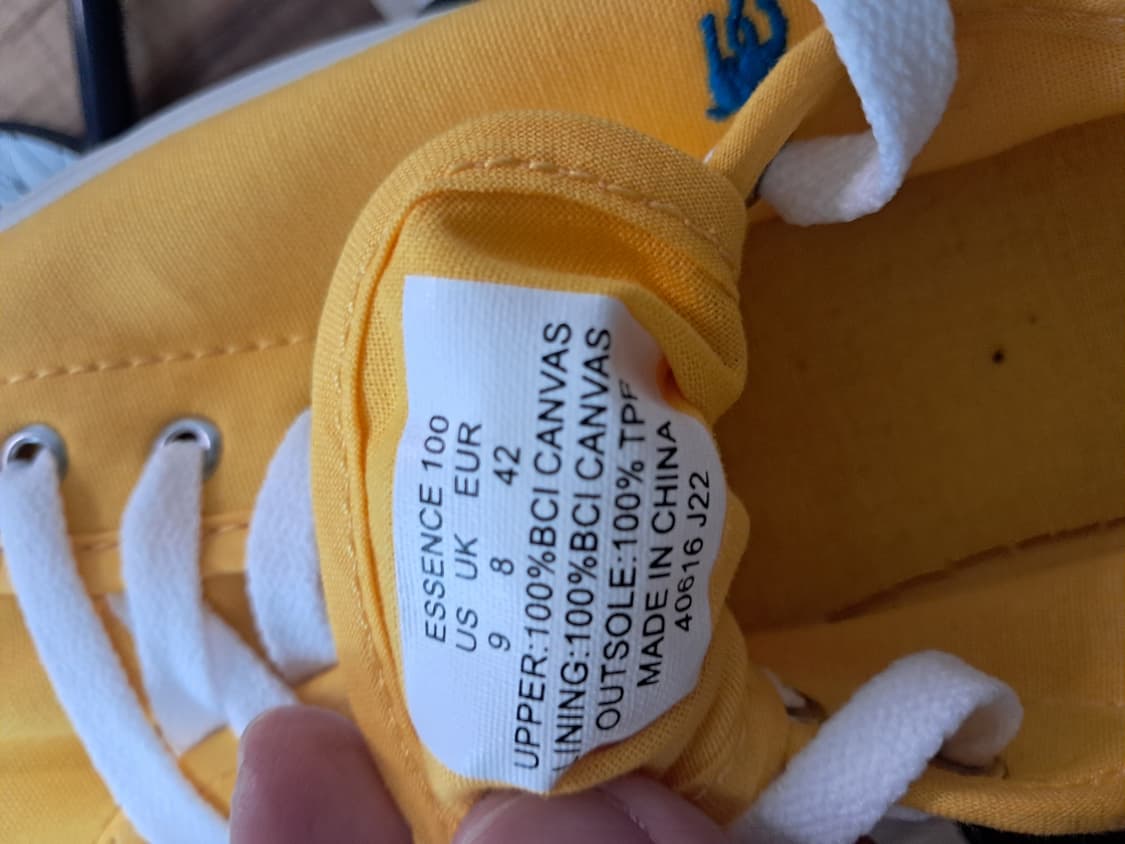 ESSENCE 100
US UK EUR
9 8 42
UPPER:100%BCI CANVAS
LINING:100%BCI CANVAS
OUTSOLE:100%
MADE IN CHINA
40616 J22